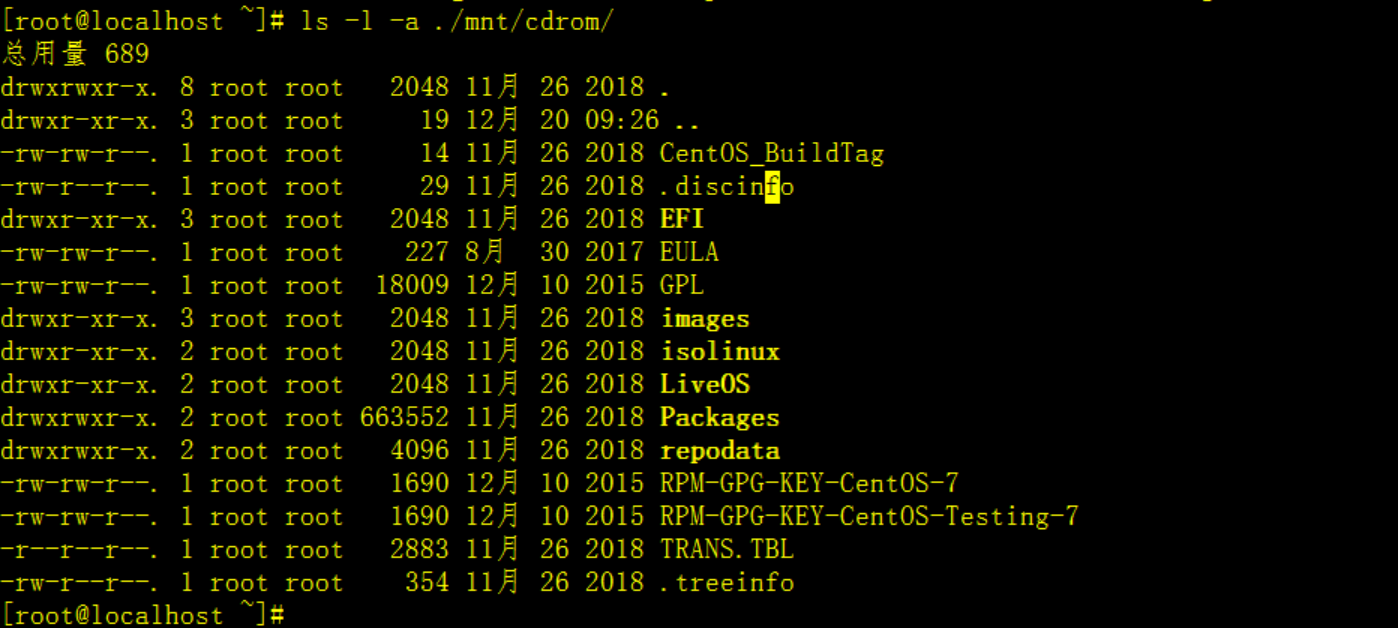 [root@localhost ~]# ls -l -a ./mnt/cdrom/
总用量 689
drwxrwxr-x. 8 root root   2048 11月 26 2018 .
drwxr-xr-x. 3 root root     19 12月 20 09:26 ..
-rw-rw-r--. 1 root root     14 11月 26 2018 CentOS_BuildTag
-rw-r--r--. 1 root root     29 11月 26 2018 .discinfo
drwxr-xr-x. 3 root root   2048 11月 26 2018 EFI
-rw-rw-r--. 1 root root    227 8月  30 2017 EULA
-rw-rw-r--. 1 root root  18009 12月 10 2015 GPL
drwxr-xr-x. 3 root root   2048 11月 26 2018 images
drwxr-xr-x. 2 root root   2048 11月 26 2018 isolinux
drwxr-xr-x. 2 root root   2048 11月 26 2018 LiveOS
drwxrwxr-x. 2 root root 663552 11月 26 2018 Packages
drwxrwxr-x. 2 root root   4096 11月 26 2018 repodata
-rw-rw-r--. 1 root root   1690 12月 10 2015 RPM-GPG-KEY-CentOS-7
-rw-rw-r--. 1 root root   1690 12月 10 2015 RPM-GPG-KEY-CentOS-Testing-7
-r--r--r--. 1 root root   2883 11月 26 2018 TRANS.TBL
-rw-r--r--. 1 root root    354 11月 26 2018 .treeinfo
[root@localhost ~]#